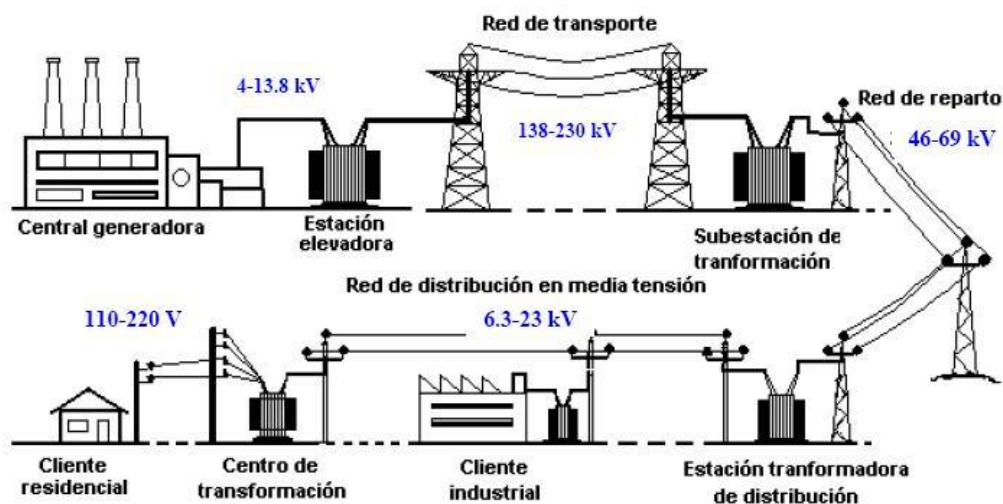 Red de transporte
4-13.8 kV
138-230 kV
Red de reparto
46-69 kV
Central generadora
Estación
elevadora
Subestación de
tranformación
Red de distribución en media tensión
110-220 V
6.3-23 kV
Cliente
residencial
Centro de
transformación
Cliente
industrial
Estación tranformadora
de distribución